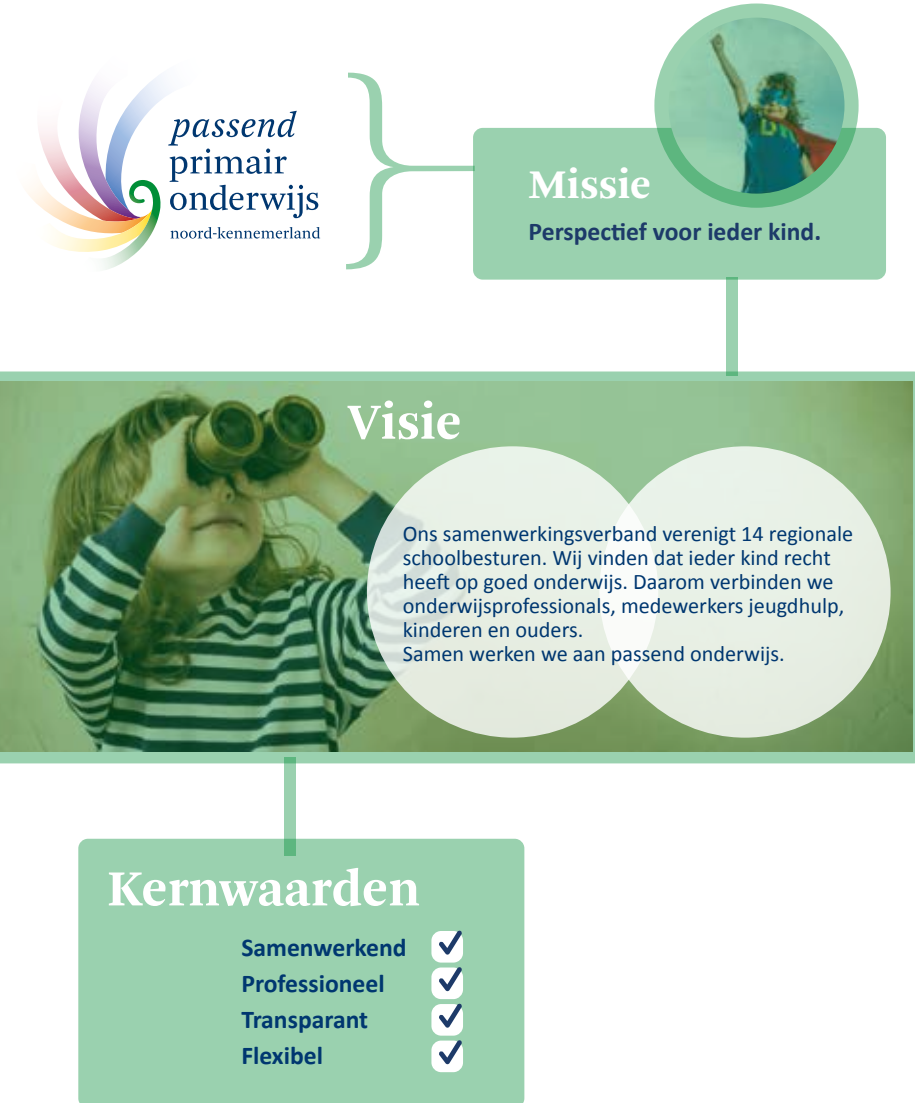 passend
primair
onderwijs
noord-kennemerland
Missie
Perspectief voor ieder kind.
Visie
Ons samenwerkingsverband verenigt 14 regionale
schoolbesturen. Wij vinden dat ieder kind recht
heeft op goed onderwijs. Daarom verbinden we
onderwijsprofessionals, medewerkers jeugdhulp,
kinderen en ouders.
Samen werken we aan passend onderwijs.
Kernwaarden
Samenwerkend
Professioneel
Transparant
Flexibel